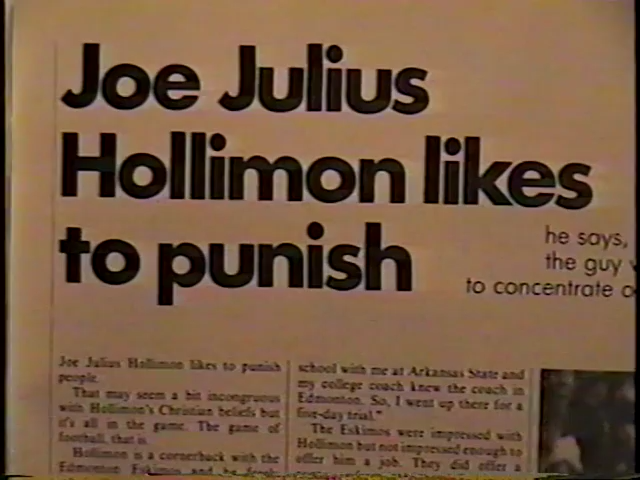 Joe Julius
Hollimon likes
to punish
he says,
the guy
to concentrate
Joe Julius Hollimon likes to punish
people.
That may seem a bit incongruous
with Hollimon's Christian beliefs but
it's all in the game. The game of
football, that is.
Hollimon is a cornerback with the
Edmonton Eskimos and he
school with me at Arkansas State and
my college coach knew the coach in
Edmonton. So, I went up there for a
five-day trial."
The Eskimos were impressed with
Hollimon but not impressed enough to
offer him a job. They did offer a